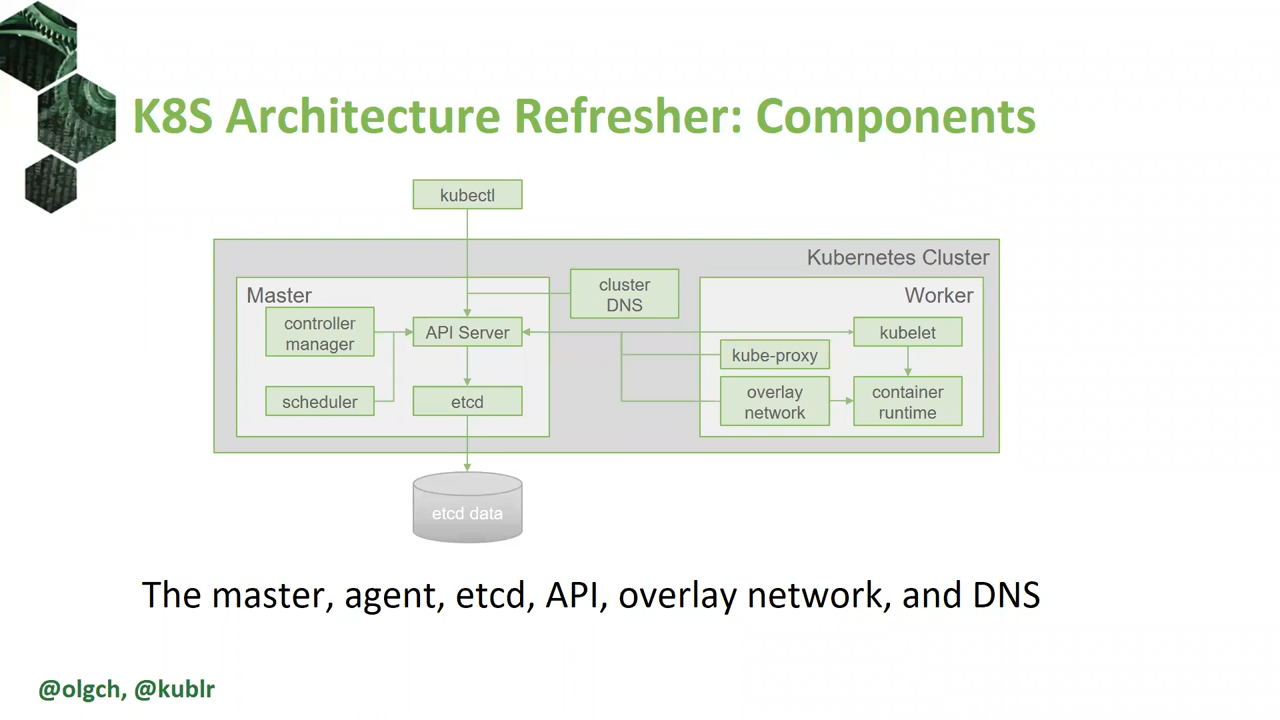 K8S Architecture Refresher: Components
kubectl
Kubernetes Cluster
Master
controller
manager
API Server
scheduler
etcd
cluster
DNS
Worker
kubelet
kube-proxy
overlay
network
container
runtime
etcd data
The master, agent, etcd, API, overlay network, and DNS
@olgch, @kublr